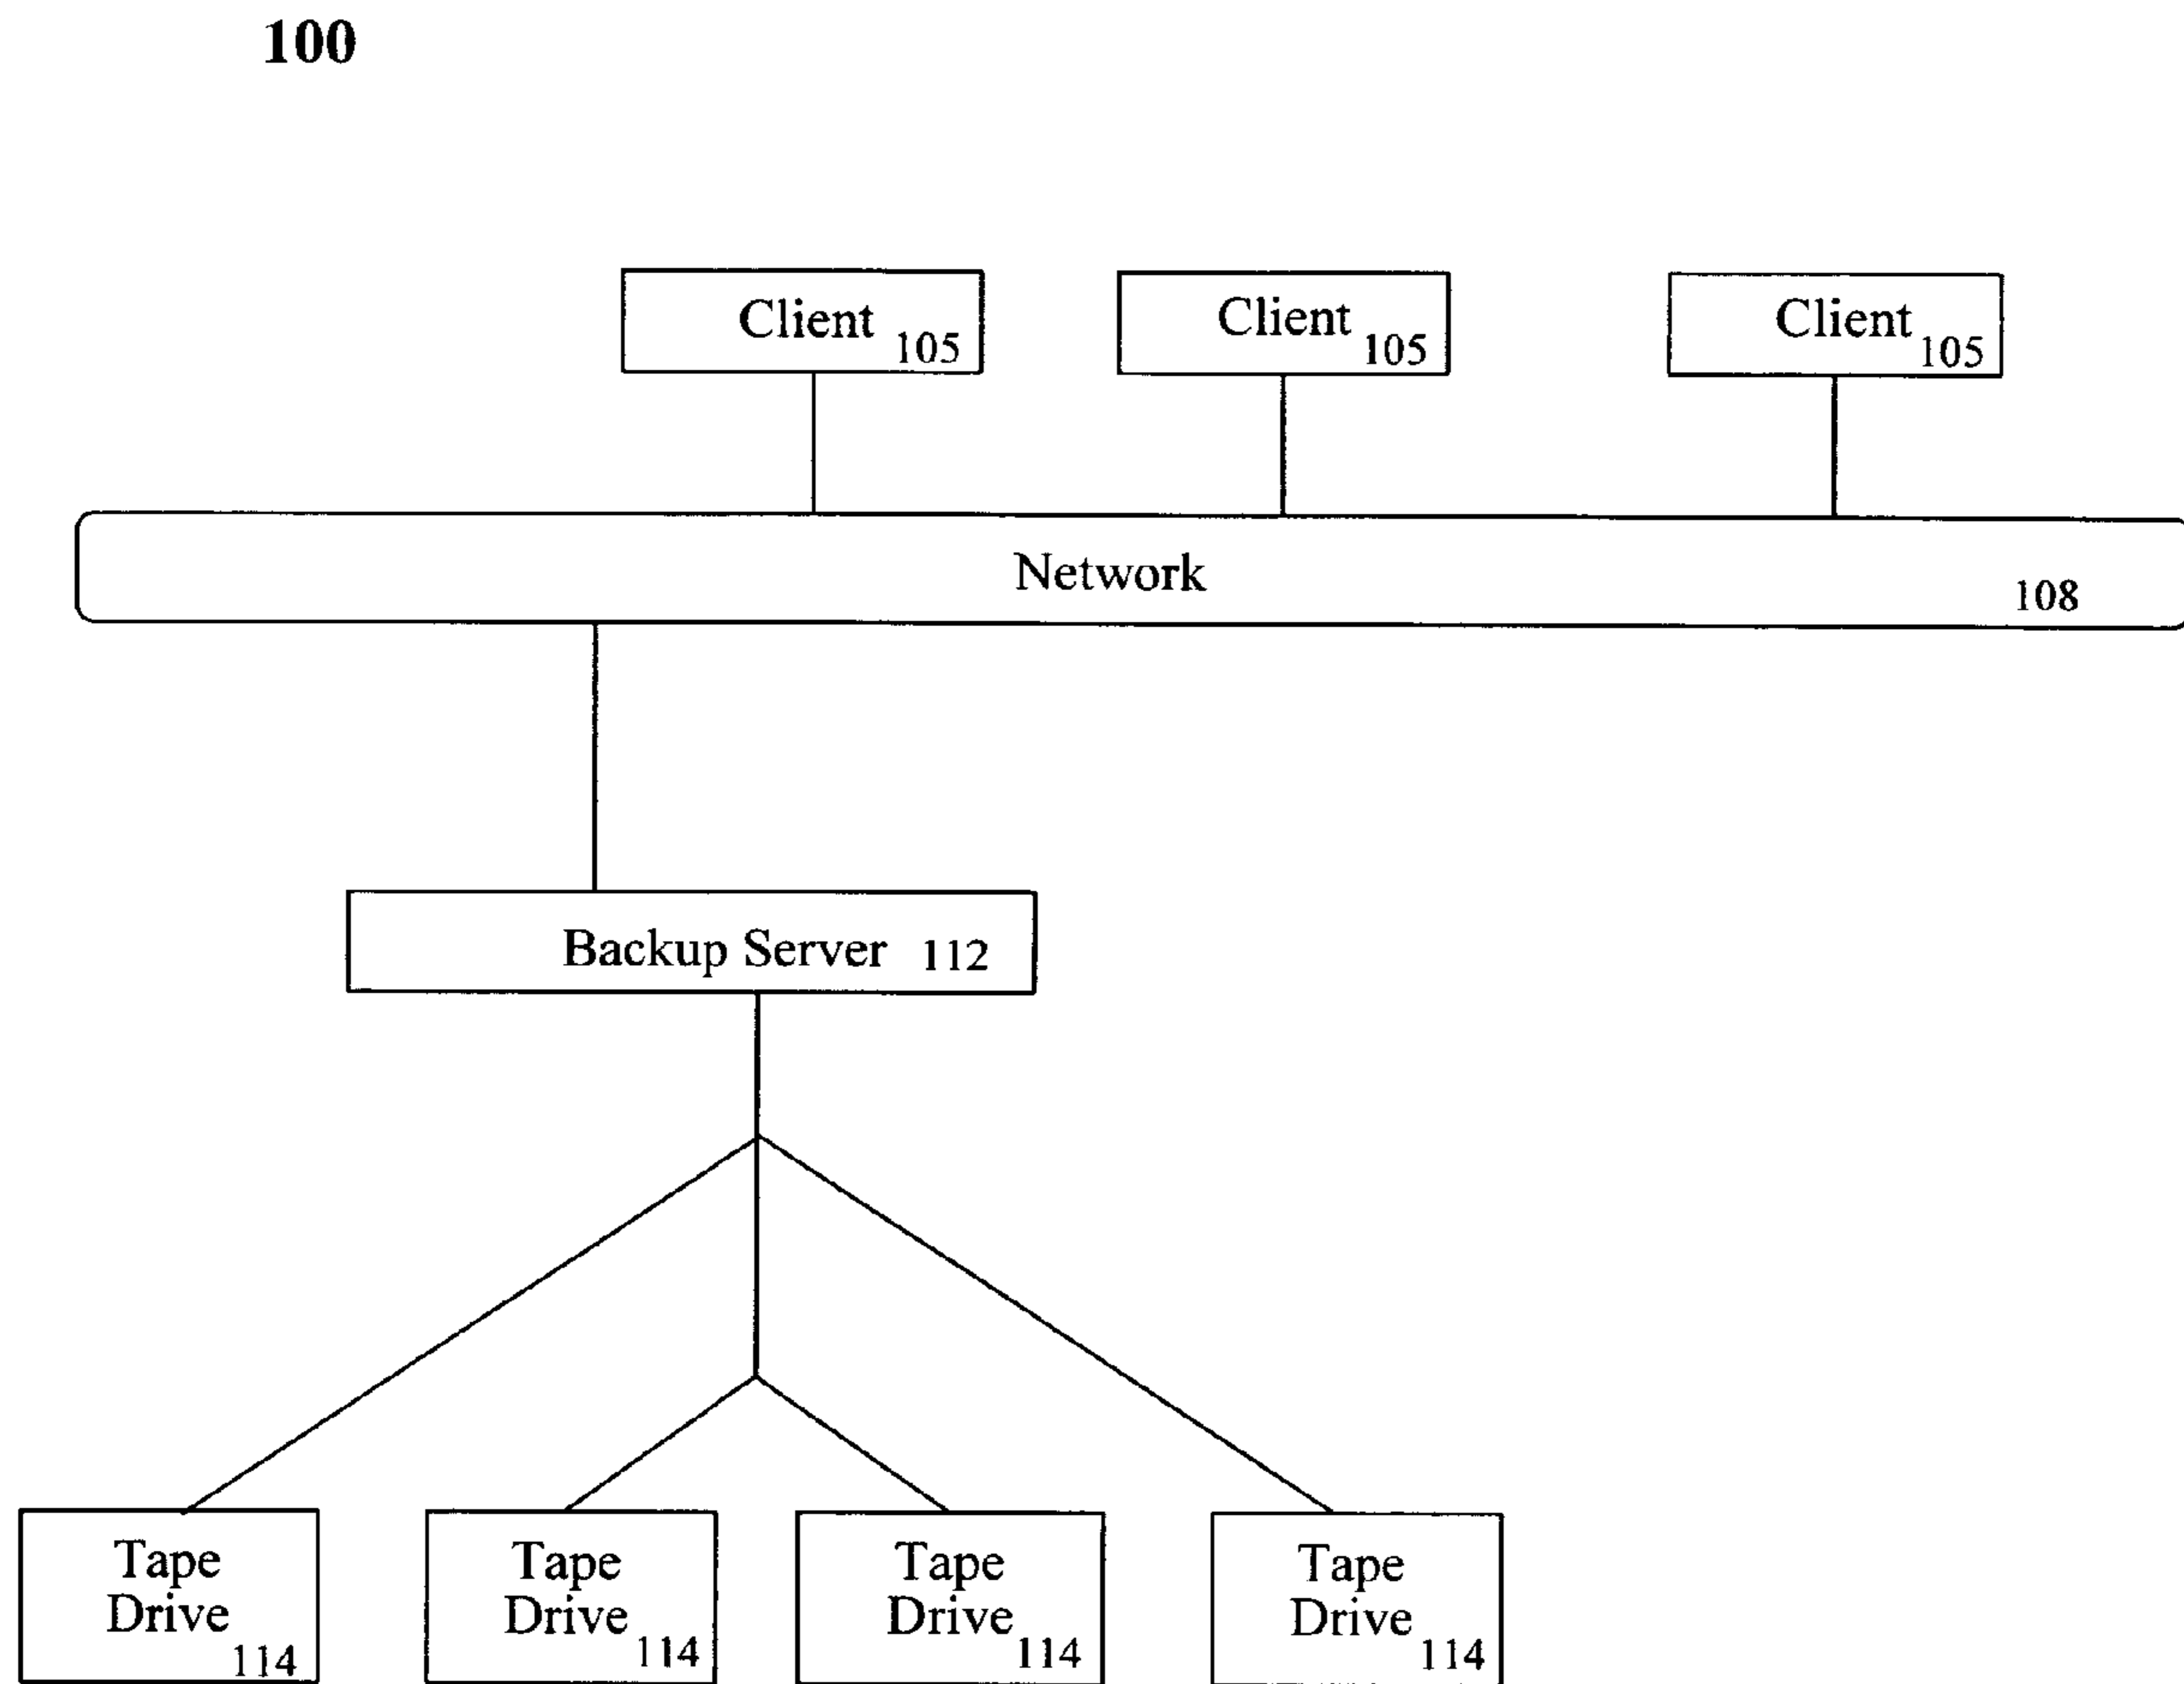 100
Client 105
Client 105
Client 105
Network 108
Backup Server 112
Tape
Drive
114
Tape
Drive
114
Tape
Drive
114
Tape
Drive
114